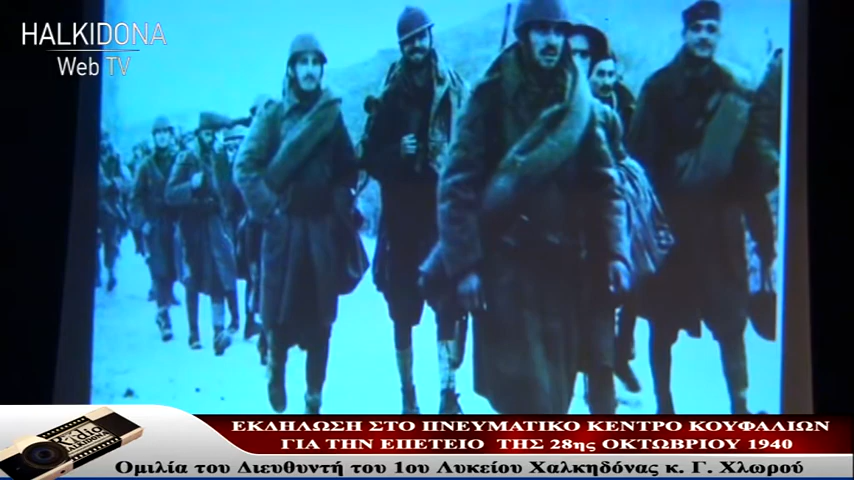 HALKIDONA
Web TV
ΕΚΔΗΛΩΣΗ ΣΤΟ ΠΝΕΥΜΑΤΙΚΟ ΚΕΝΤΡΟ ΚΟΥΦΑΛΙΩΝ
ΓΙΑ ΤΗΝ ΕΠΕΤΕΙΟ ΤΗΣ 28ης ΟΚΤΩΒΡΙΟΥ 1940
Radio
Ομιλία του Διευθυντή του 1ου Λυκείου Χαλκηδόνας κ. Γ. Χλωρού